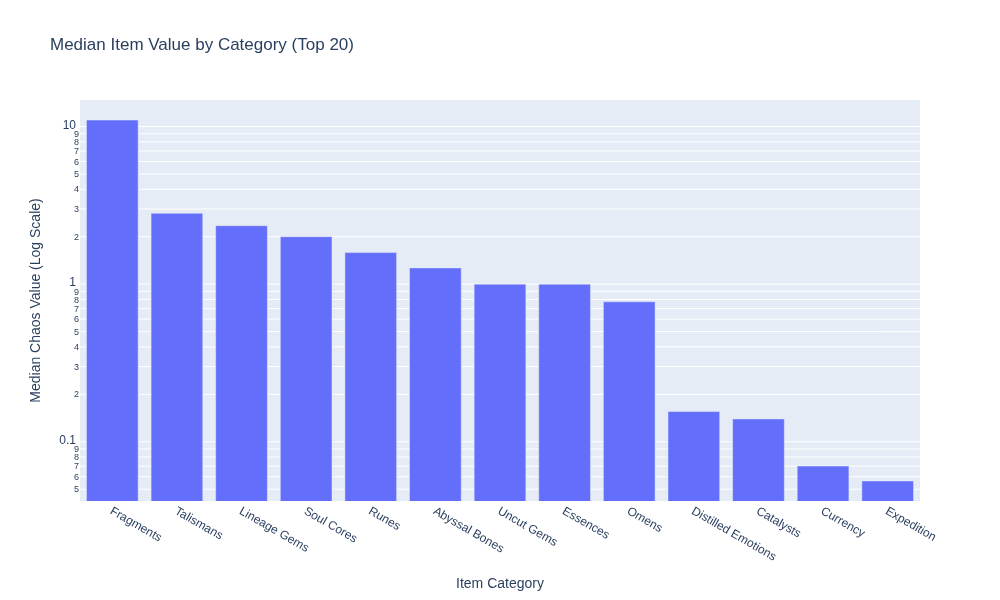 Median Item Value by Category (Top 20)
Median Chaos Value (Log Scale)
10
9
8
7
6
5
4
3
2
1
9
8
7
6
5
4
3
2
0.1
9
8
7
6
5
Fragments
Talismans
Lineage Gems
Soul Cores
Runes
Abyssal Bones
Uncut Gems
Essences
Omens
Distilled Emotions
Catalysts
Currency
Expedition
Item Category